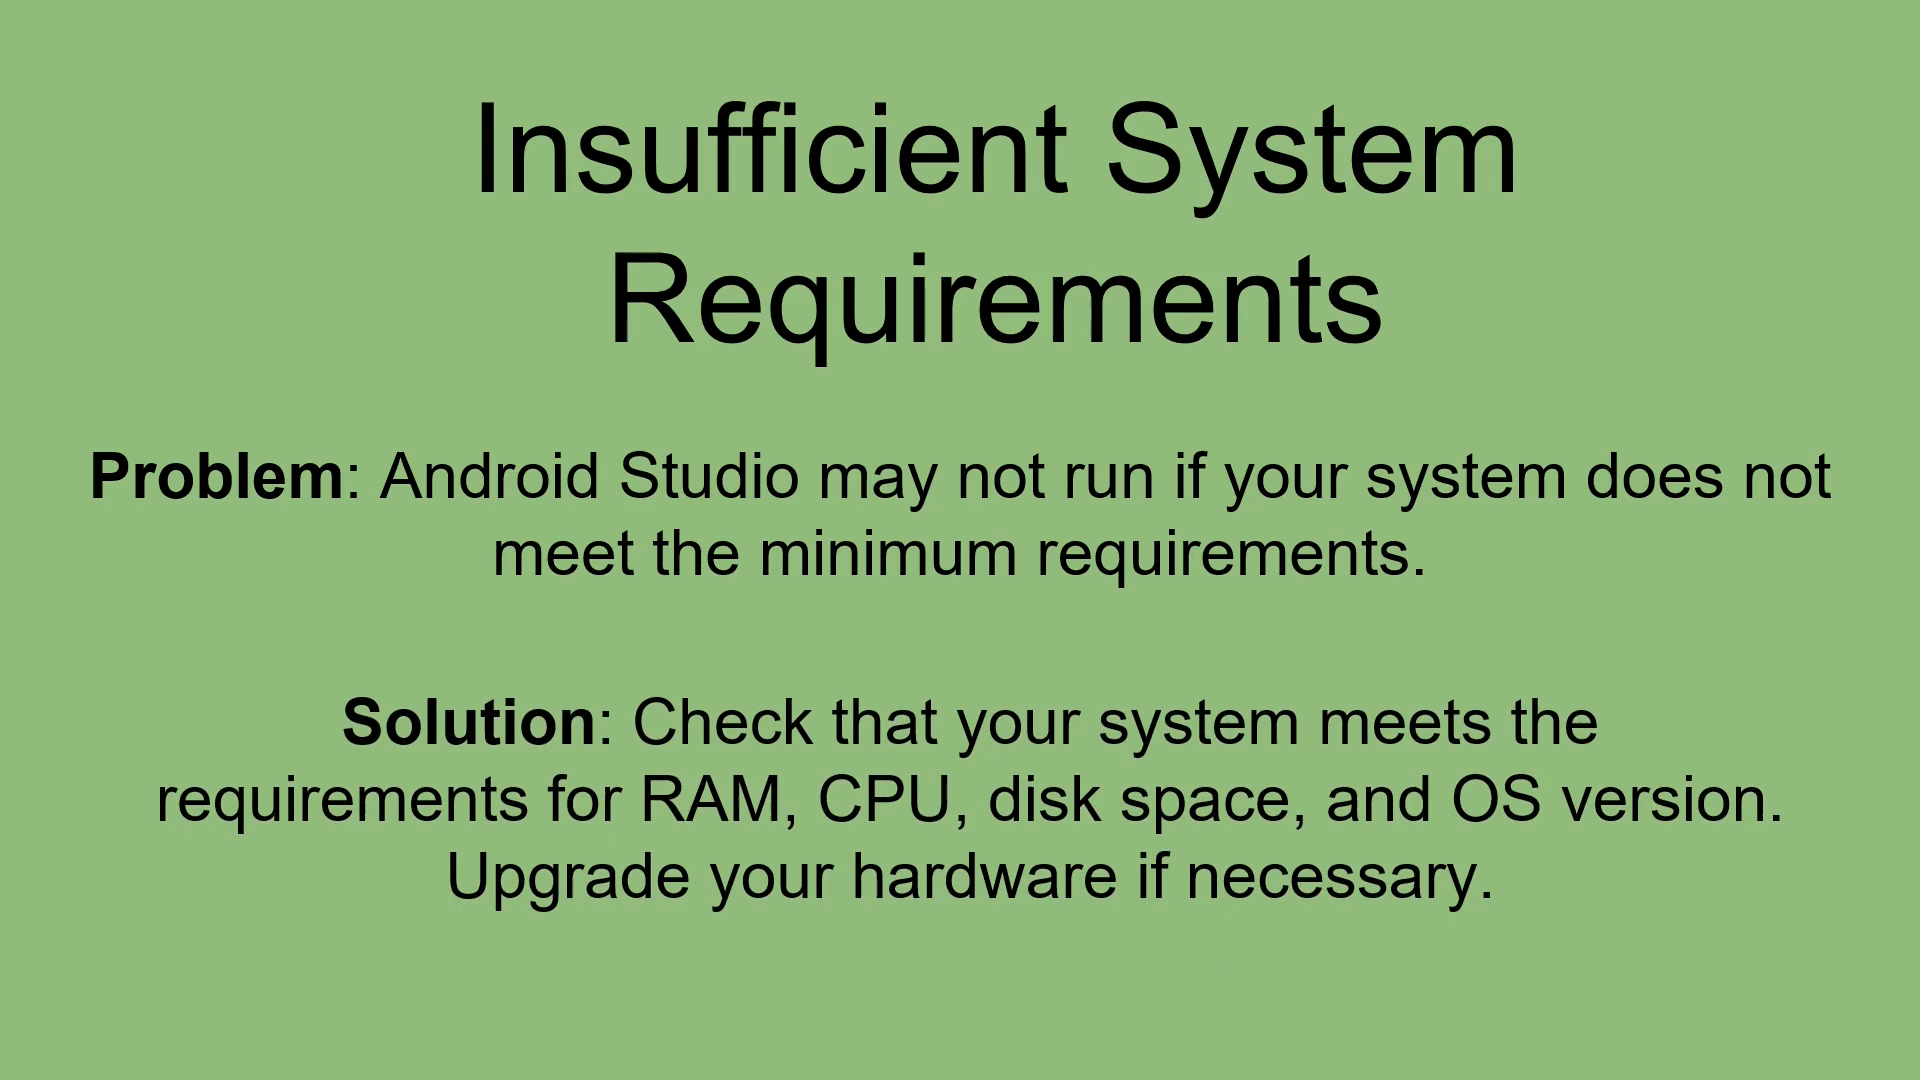 Insufficient System
Requirements
Problem: Android Studio may not run if your system does not
meet the minimum requirements.
Solution: Check that your system meets the
requirements for RAM, CPU, disk space, and OS version.
Upgrade your hardware if necessary.